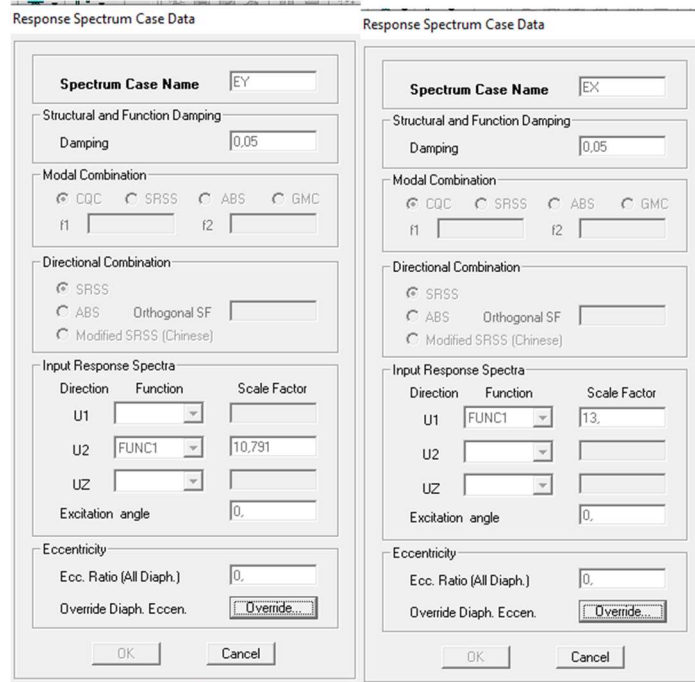 Response Spectrum Case Data
Spectrum Case Name EY
Structural and Function Damping
Damping 0,05
Modal Combination
CQC SRSS ABS GMC
f1 f2
Directional Combination
SRSS
ABS Orthogonal SF
Modified SRSS (Chinese)
Input Response Spectra
Direction Function Scale Factor
U1
U2 FUNC1 10,791
UZ
Excitation angle 0,
Eccentricity
Ecc. Ratio (All Diaph.) 0,
Override Diaph. Eccen. Override...
OK Cancel
Response Spectrum Case Data
Spectrum Case Name EX
Structural and Function Damping
Damping 0,05
Modal Combination
CQC SRSS ABS GMC
f1 f2
Directional Combination
SRSS
ABS Orthogonal SF
Modified SRSS (Chinese)
Input Response Spectra
Direction Function Scale Factor
U1 FUNC1 13,
U2
UZ
Excitation angle 0,
Eccentricity
Ecc. Ratio (All Diaph.) 0,
Override Diaph. Eccen. Override...
OK Cancel